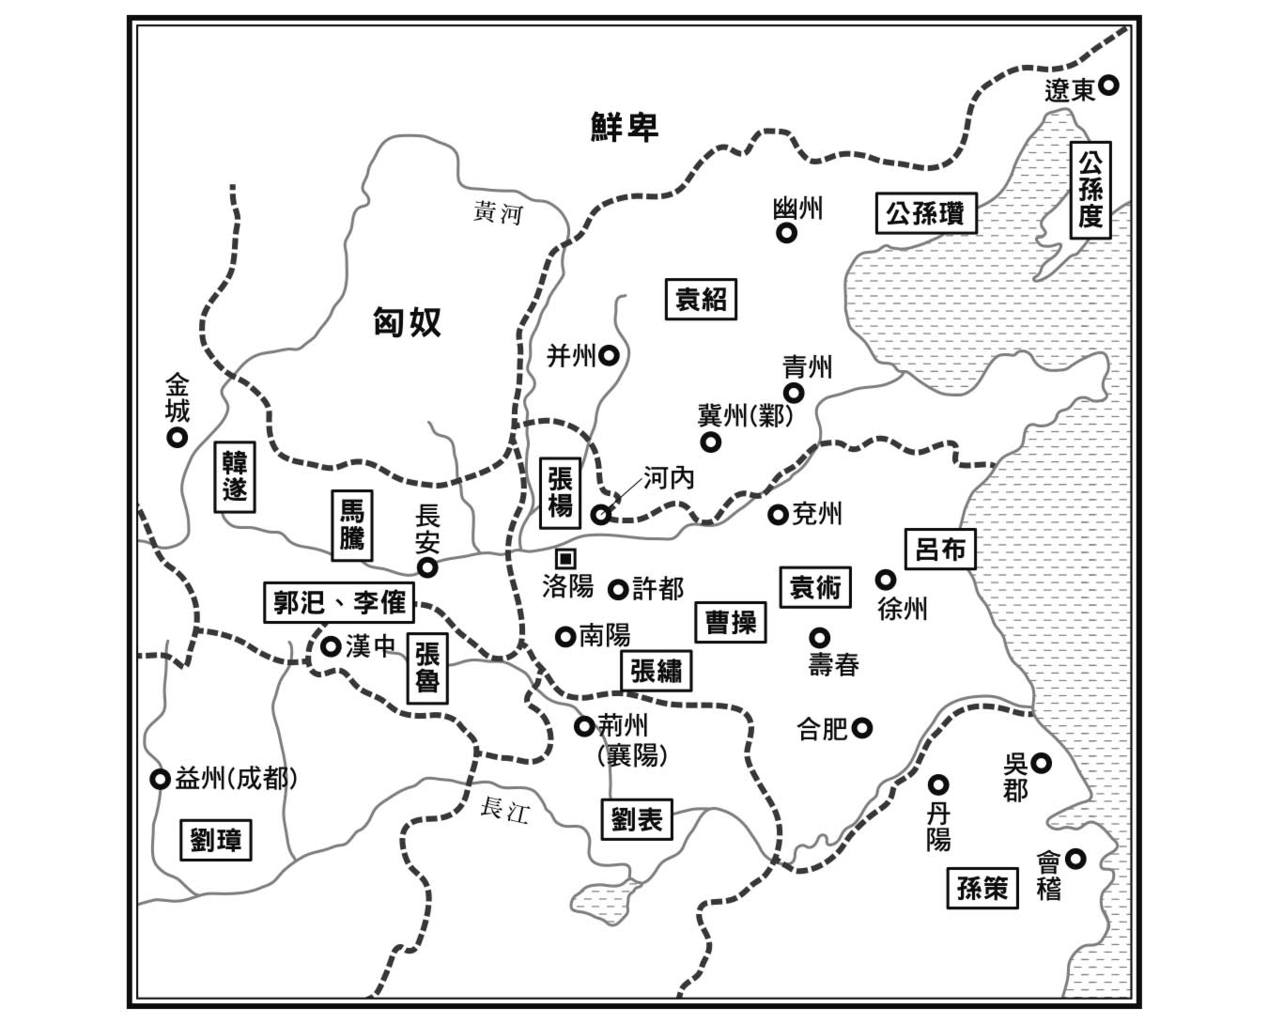 遼東
鮮卑
公孫度
幽州
公孫瓚
黃河
袁紹
匈奴
并州
青州
金城
冀州(鄴)
韓遂
張楊
河內
馬騰
長安
兗州
呂布
洛陽
許都
袁術
徐州
郭汜、李傕
曹操
漢中
南陽
壽春
張魯
張繡
荊州
(襄陽)
合肥
吳郡
益州(成都)
丹陽
長江
劉表
劉璋
會稽
孫策